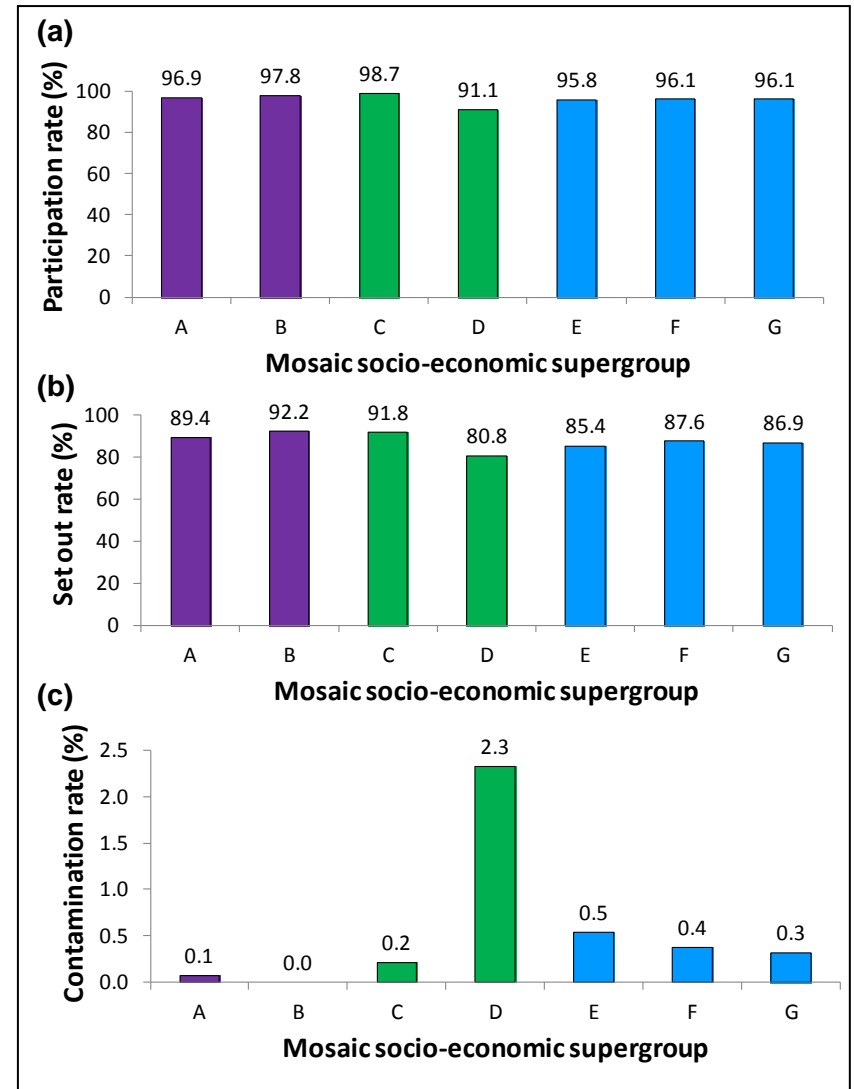 (a)
Participation rate (%)
100
80
60
40
20
0
96.9 97.8 98.7 91.1 95.8 96.1 96.1
A B C D E F G
Mosaic socio-economic supergroup
(b)
Set out rate (%)
100
80
60
40
20
0
89.4 92.2 91.8 80.8 85.4 87.6 86.9
A B C D E F G
Mosaic socio-economic supergroup
(c)
Contamination rate (%)
2.5
2.0
1.5
1.0
0.5
0.0
0.1 0.0 0.2 2.3 0.5 0.4 0.3
A B C D E F G
Mosaic socio-economic supergroup